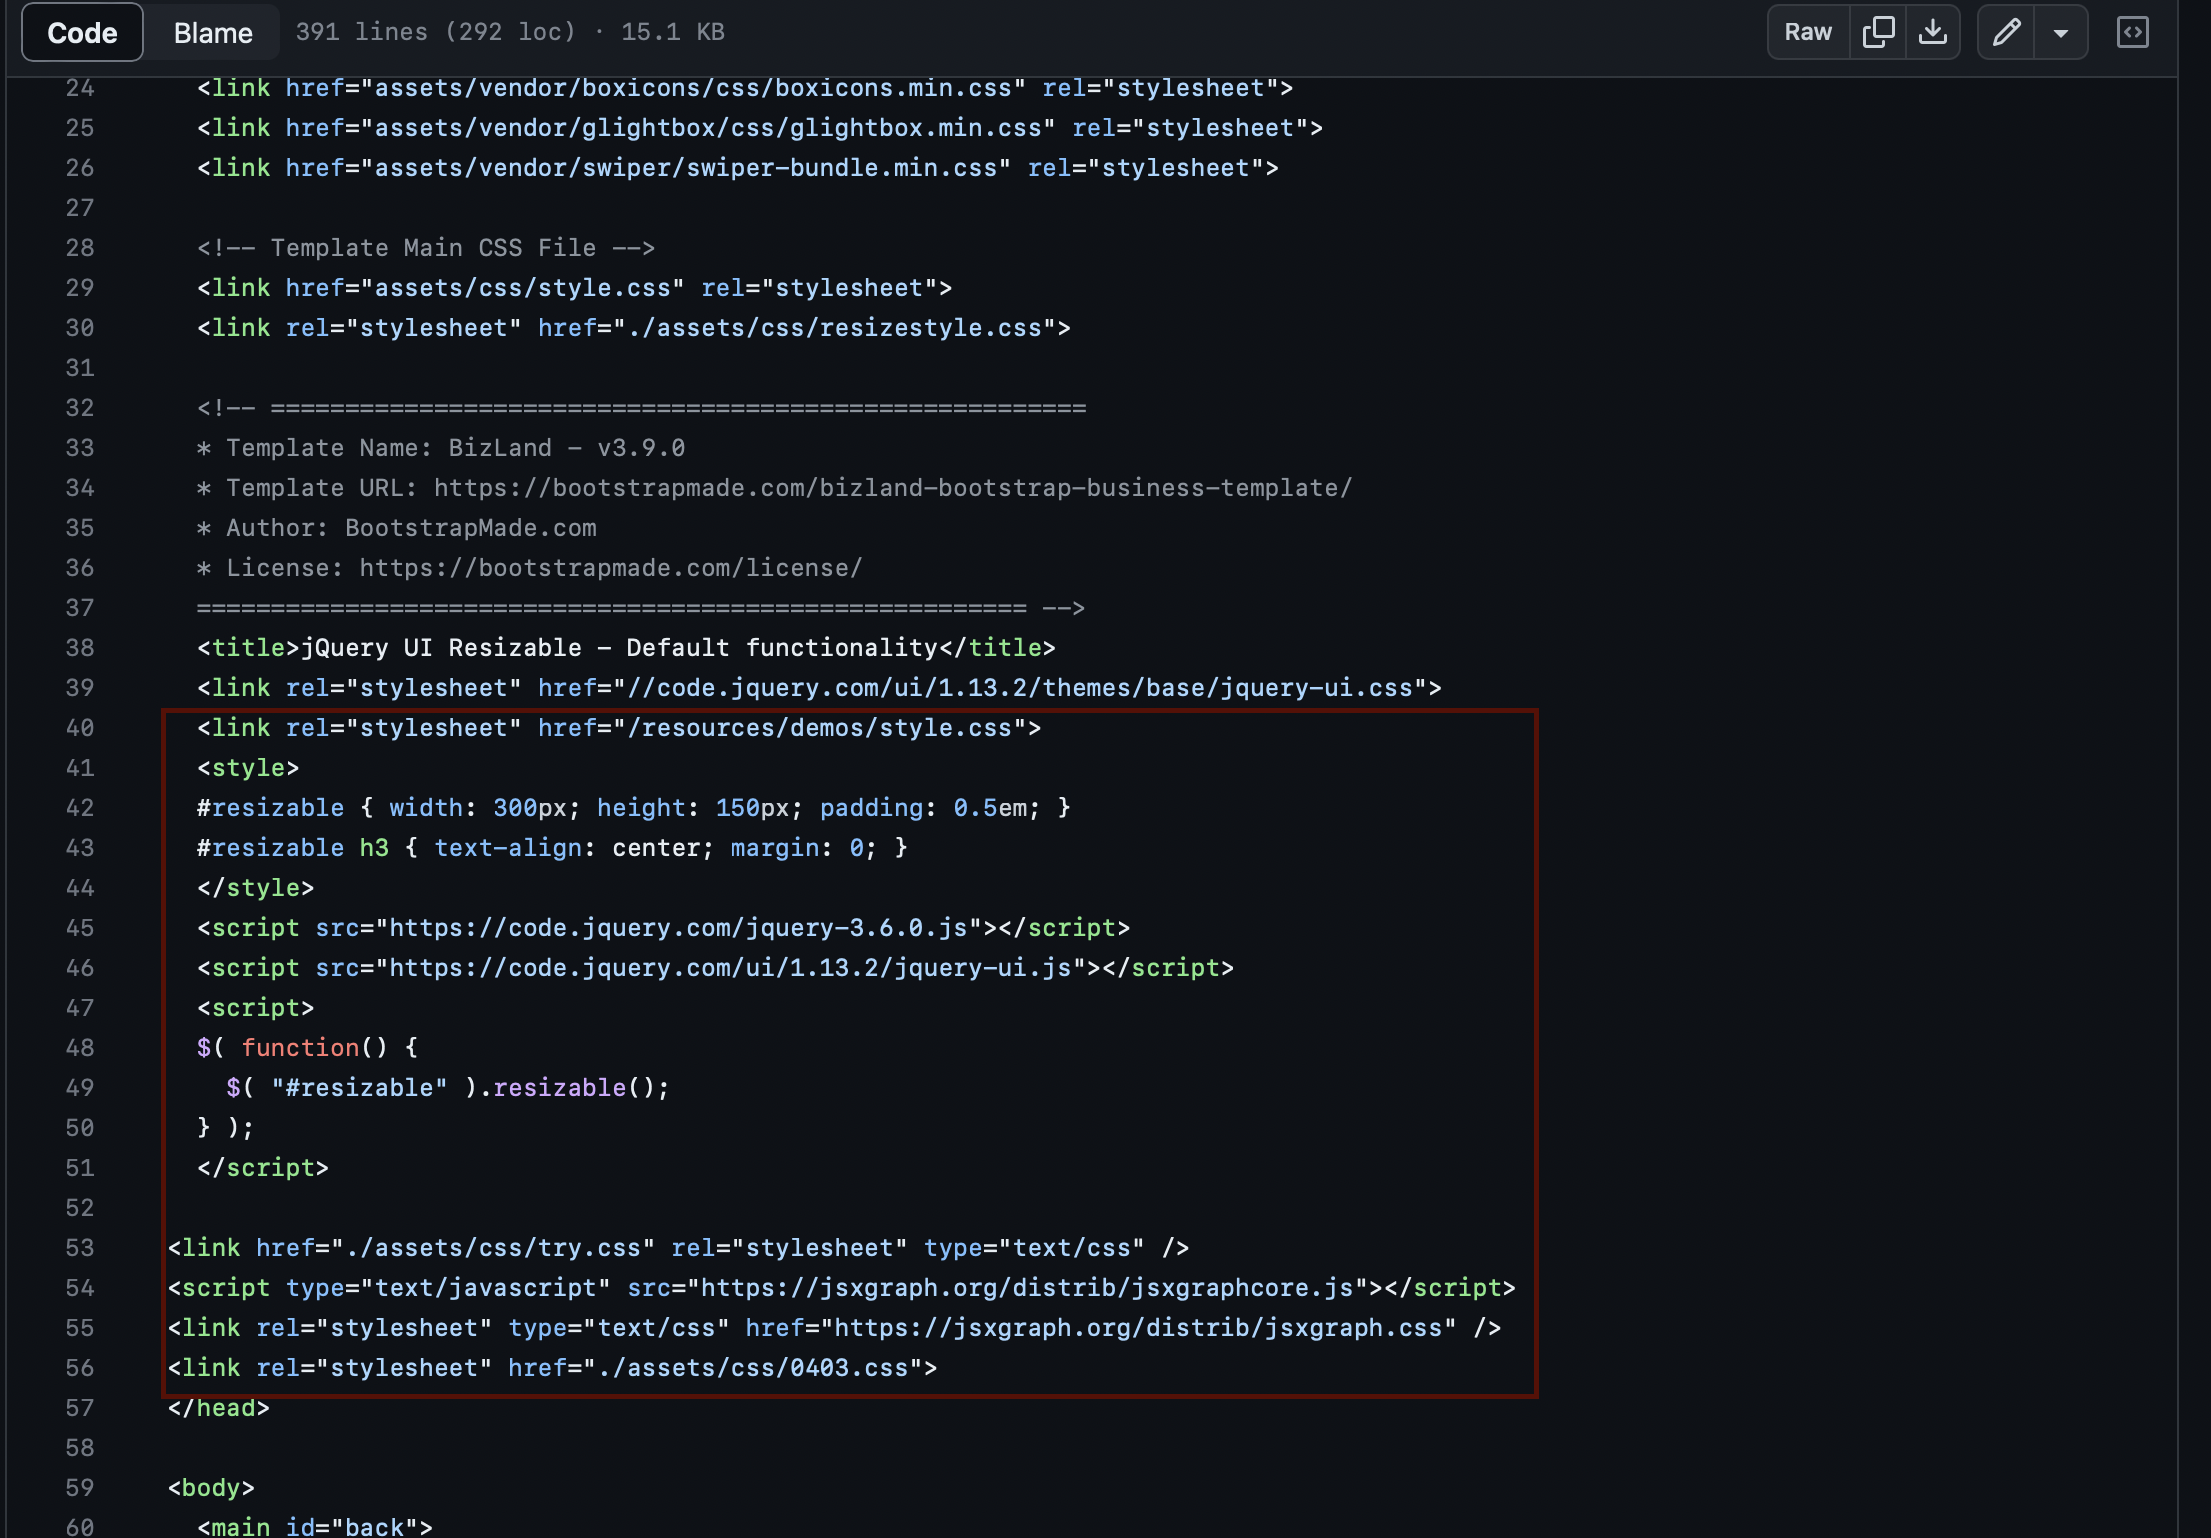 Code Blame 391 lines (292 loc) · 15.1 KB Raw
24 <link href="assets/vendor/boxicons/css/boxicons.min.css" rel="stylesheet">
25 <link href="assets/vendor/glightbox/css/glightbox.min.css" rel="stylesheet">
26 <link href="assets/vendor/swiper/swiper-bundle.min.css" rel="stylesheet">
27
28 <!-- Template Main CSS File -->
29 <link href="assets/css/style.css" rel="stylesheet">
30 <link rel="stylesheet" href="./assets/css/resizestyle.css">
31
32 <!-- =======================================================
33 * Template Name: BizLand - v3.9.0
34 * Template URL: https://bootstrapmade.com/bizland-bootstrap-business-template/
35 * Author: BootstrapMade.com
36 * License: https://bootstrapmade.com/license/
37 ======================================================== -->
38 <title>jQuery UI Resizable - Default functionality</title>
39 <link rel="stylesheet" href="//code.jquery.com/ui/1.13.2/themes/base/jquery-ui.css">
40 <link rel="stylesheet" href="/resources/demos/style.css">
41 <style>
42 #resizable { width: 300px; height: 150px; padding: 0.5em; }
43 #resizable h3 { text-align: center; margin: 0; }
44 </style>
45 <script src="https://code.jquery.com/jquery-3.6.0.js"></script>
46 <script src="https://code.jquery.com/ui/1.13.2/jquery-ui.js"></script>
47 <script>
48 $( function() {
49 $( "#resizable" ).resizable();
50 } );
51 </script>
52
53 <link href="./assets/css/try.css" rel="stylesheet" type="text/css" />
54 <script type="text/javascript" src="https://jsxgraph.org/distrib/jsxgraphcore.js"></script>
55 <link rel="stylesheet" type="text/css" href="https://jsxgraph.org/distrib/jsxgraph.css" />
56 <link rel="stylesheet" href="./assets/css/0403.css">
57 </head>
58
59 <body>
60 <main id="back">